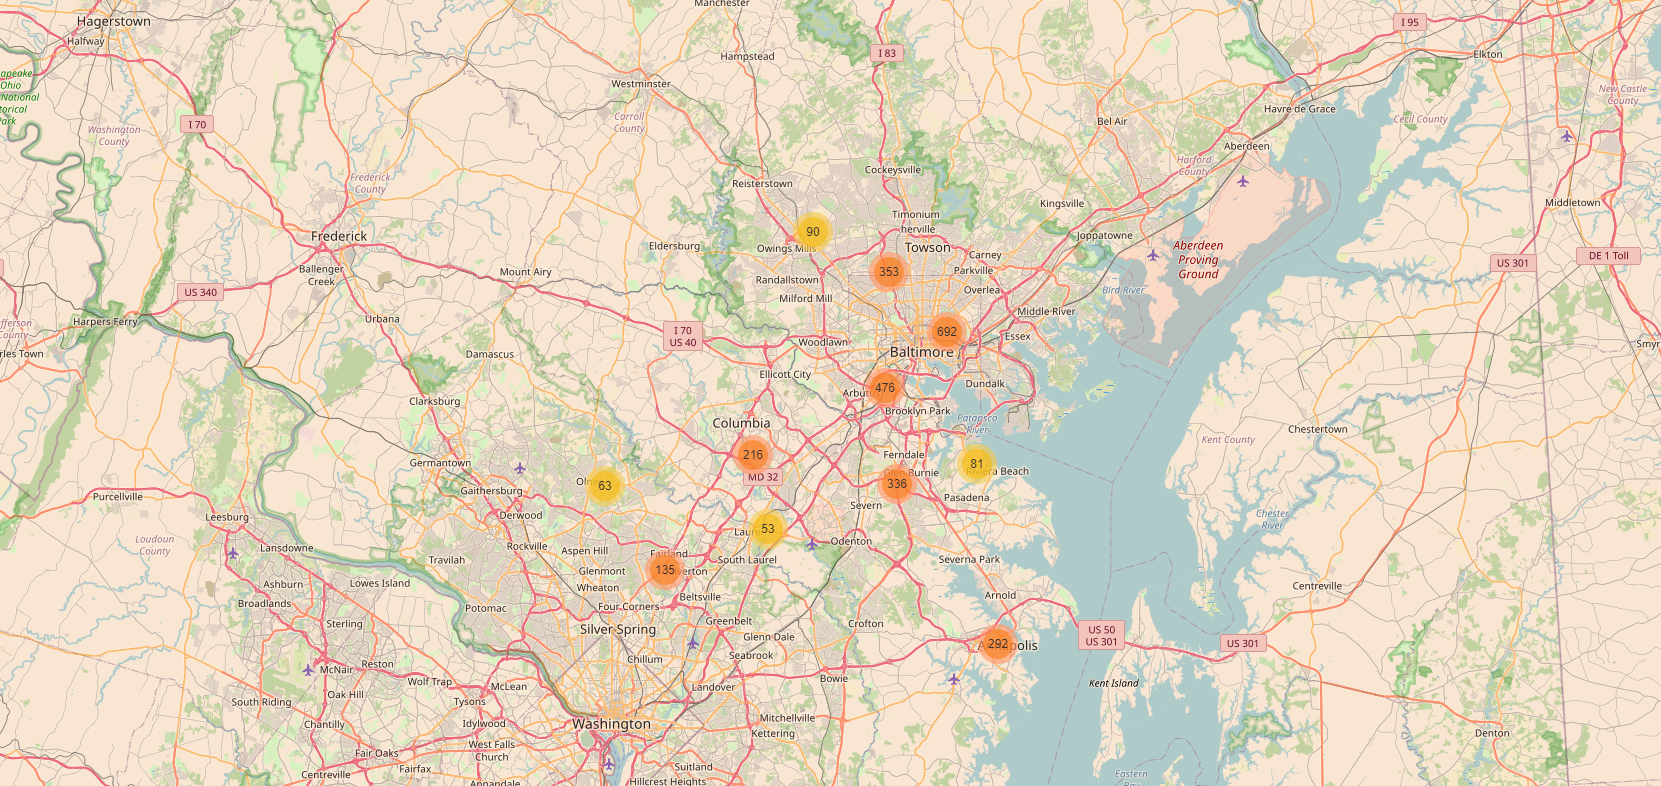 Manchester
Hagerstown
I 95
Halfway
I 83
Hampstead
Elkton
apeake
Ohio
National
torical
Park
Westminster
New Castle
County
Havre de Grace
I 70
Washington
County
Carroll
County
Bel Air
Cecil County
Aberdeen
Harford
County
Cockeysville
Frederick
County
Reisterstown
Kingsville
Middletown
Timonium
herville
90
Frederick
Eldersburg
Owings Mills
Towson
Joppatowne
Carney
Aberdeen
Proving
Ground
US 301
DE 1 Toll
Ballenger
Creek
Mount Airy
353
Parkville
Randallstown
Overlea
Bird River
US 340
Milford Mill
Middle River
Harpers Ferry
Urbana
fferson
County
I 70
US 40
692
Essex
Woodlawn
Baltimore
rles Town
Damascus
Smyr
Ellicott City
476
Dundalk
Arbutus
Clarksburg
Brooklyn Park
Columbia
Patapsco
River
Chestertown
Kent County
216
Ferndale
Germantown
81
Riviera Beach
MD 32
Glen Burnie
336
63
Oln
Gaithersburg
Purcellville
Pasadena
Severn
Leesburg
Derwood
Chester
River
53
Laure
Loudoun
County
Lansdowne
Rockville
Aspen Hill
Fairland
Odenton
Travilah
South Laurel
Severna Park
135
verton
Glenmont
Ashburn
Lowes Island
Wheaton
Beltsville
Arnold
Centreville
Broadlands
Potomac
Four Corners
Sterling
Silver Spring
Greenbelt
Crofton
US 50
US 301
Glenn Dale
292
A
polis
US 301
Reston
McNair
Chillum
Seabrook
Wolf Trap
McLean
Landover
Bowie
Kent Island
Oak Hill
South Riding
Tysons
Chantilly
Idylwood
Washington
Mitchellville
Kettering
Denton
Fair Oaks
West Falls
Church
Centreville
Fairfax
Suitland
Annandale
Hillcrest Heights
Eastern
Bay